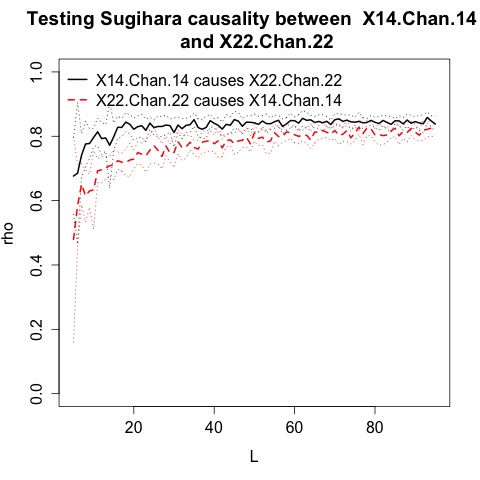 Testing Sugihara causality between  X14.Chan.14
and X22.Chan.22
X14.Chan.14 causes X22.Chan.22
X22.Chan.22 causes X14.Chan.14
1.0
0.8
0.6
0.4
0.2
0.0
rho
20 40 60 80
L